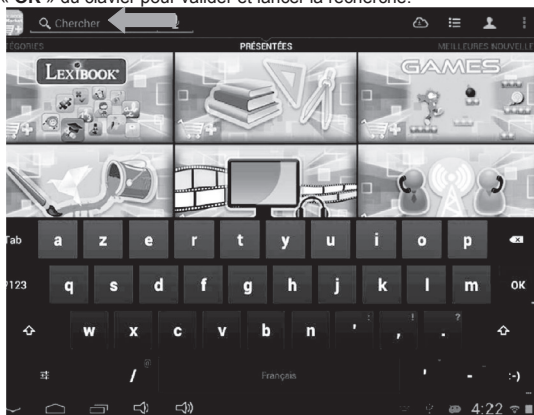 « OK » du clavier pour valider et lancer la recherche.
Chercher
TÉGORIES PRÉSENTÉES MEILLEURES NOUVELLE
LEXIBOOK®
GAMES
Tab a z e r t y u i o p
?123 q s d f g h j k l m OK
w x c v b n ' : , ! . ?
/ @ Français ' - :-)
4:22